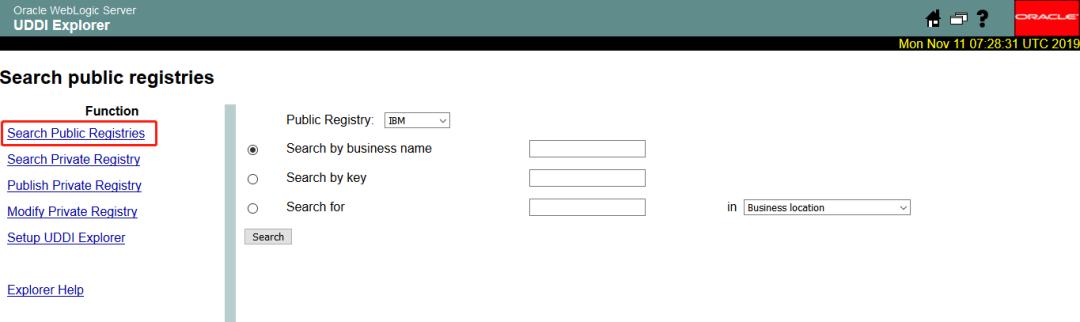 Oracle WebLogic Server
UDDI Explorer
?
ORACLE
Mon Nov 11 07:28:31 UTC 2019
Search public registries
Function
Search Public Registries
Search Private Registry
Publish Private Registry
Modify Private Registry
Setup UDDI Explorer
Explorer Help
Public Registry: IBM
Search by business name
Search by key
Search for in Business location
Search